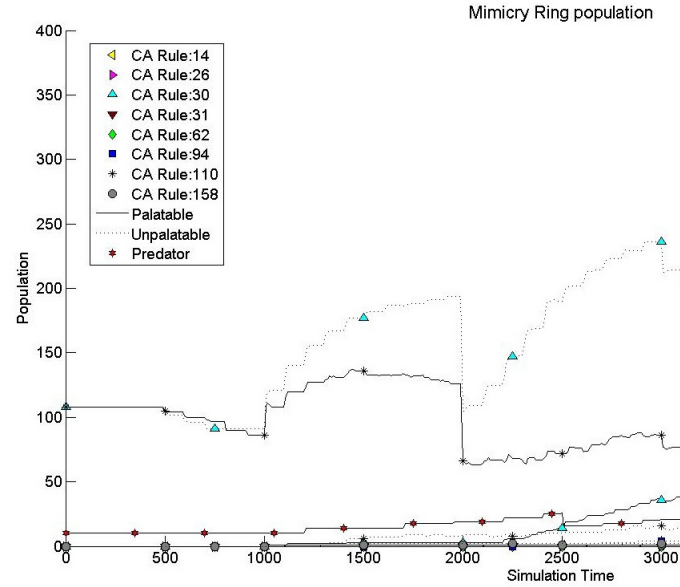 Mimicry Ring population
400
350
300
250
200
150
100
50
0
Population
CA Rule:14
CA Rule:26
CA Rule:30
CA Rule:31
CA Rule:62
CA Rule:94
CA Rule:110
CA Rule:158
Palatable
Unpalatable
Predator
0 500 1000 1500 2000 2500 3000
Simulation Time